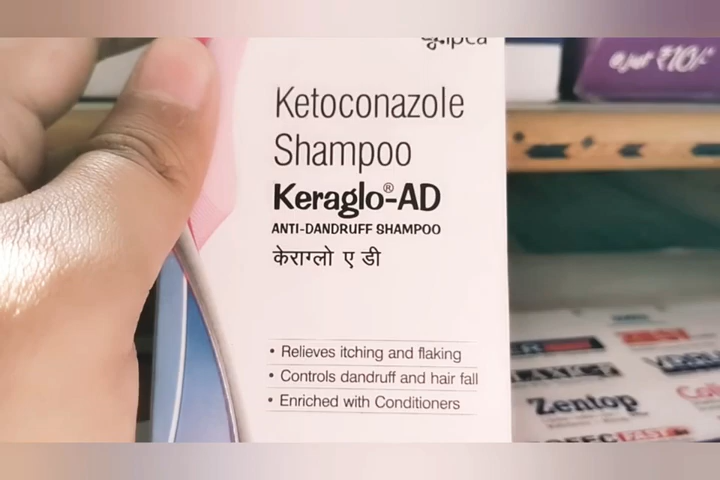 Ketoconazole
Shampoo
Keraglo®-AD
ANTI-DANDRUFF SHAMPOO
केराग्लो ए डी
• Relieves itching and flaking
• Controls dandruff and hair fall
• Enriched with Conditioners
₹10/-
Zentop